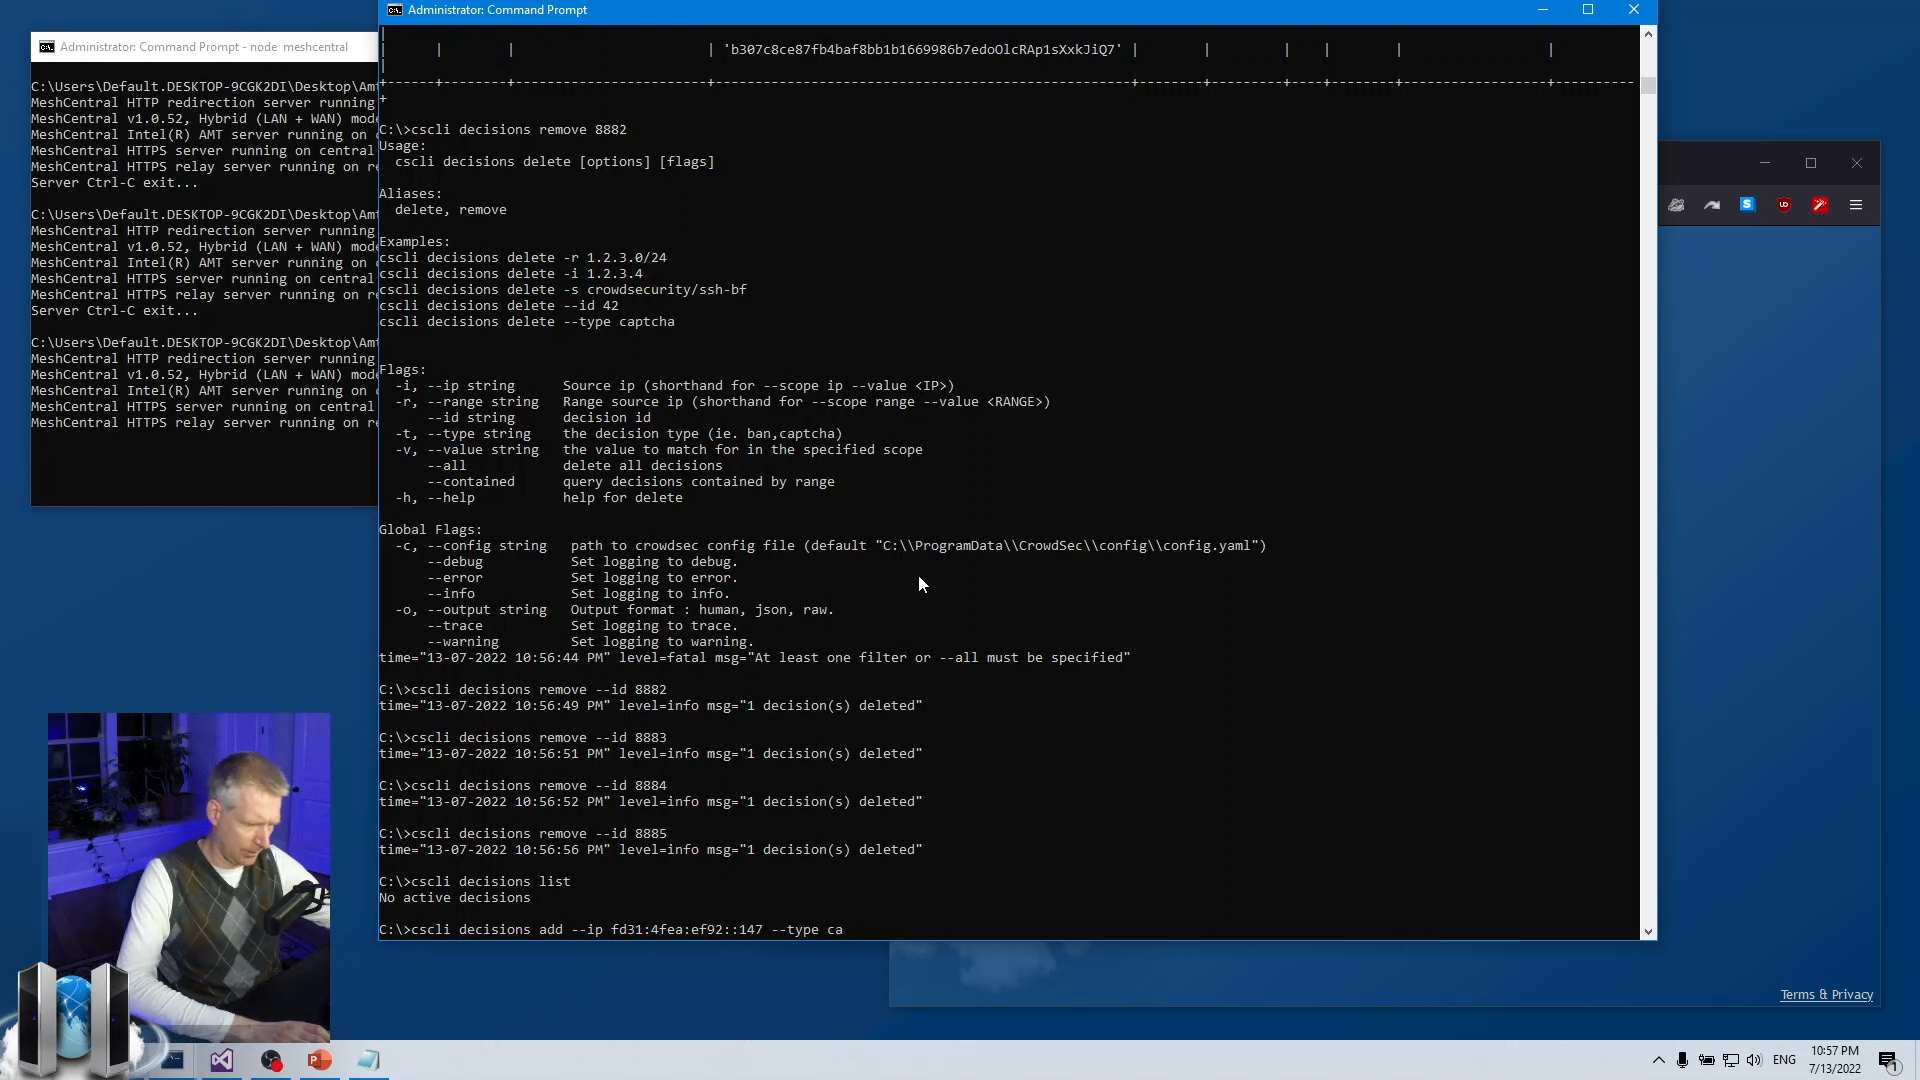 Administrator: Command Prompt - node  meshcentral
C:\Users\Default.DESKTOP-9CGK2DI\Desktop\Am
MeshCentral HTTP redirection server running
MeshCentral v1.0.52, Hybrid (LAN + WAN) mod
MeshCentral Intel(R) AMT server running on
MeshCentral HTTPS server running on central
MeshCentral HTTPS relay server running on
Server Ctrl-C exit...
C:\Users\Default.DESKTOP-9CGK2DI\Desktop\Am
MeshCentral HTTP redirection server running
MeshCentral v1.0.52, Hybrid (LAN + WAN) mod
MeshCentral Intel(R) AMT server running on
MeshCentral HTTPS server running on central
MeshCentral HTTPS relay server running on
Server Ctrl-C exit...
C:\Users\Default.DESKTOP-9CGK2DI\Desktop\Am
MeshCentral HTTP redirection server running
MeshCentral v1.0.52, Hybrid (LAN + WAN) mod
MeshCentral Intel(R) AMT server running on
MeshCentral HTTPS server running on central
MeshCentral HTTPS relay server running on
Administrator: Command Prompt
| | | 'b307c8ce87fb4baf8bb1b1669986b7edoOlcRAp1sXxkJiQ7' | | | | | |
C:\>cscli decisions remove 8882
Usage:
  cscli decisions delete [options] [flags]
Aliases:
  delete, remove
Examples:
cscli decisions delete -r 1.2.3.0/24
cscli decisions delete -i 1.2.3.4
cscli decisions delete -s crowdsecurity/ssh-bf
cscli decisions delete --id 42
cscli decisions delete --type captcha
Flags:
  -i, --ip string      Source ip (shorthand for --scope ip --value <IP>)
  -r, --range string   Range source ip (shorthand for --scope range --value <RANGE>)
      --id string      decision id
  -t, --type string    the decision type (ie. ban,captcha)
  -v, --value string   the value to match for in the specified scope
      --all            delete all decisions
      --contained      query decisions contained by range
  -h, --help           help for delete
Global Flags:
  -c, --config string   path to crowdsec config file (default "C:\\ProgramData\\CrowdSec\\config\\config.yaml")
      --debug           Set logging to debug.
      --error           Set logging to error.
      --info            Set logging to info.
  -o, --output string   Output format : human, json, raw.
      --trace           Set logging to trace.
      --warning         Set logging to warning.
time="13-07-2022 10:56:44 PM" level=fatal msg="At least one filter or --all must be specified"
C:\>cscli decisions remove --id 8882
time="13-07-2022 10:56:49 PM" level=info msg="1 decision(s) deleted"
C:\>cscli decisions remove --id 8883
time="13-07-2022 10:56:51 PM" level=info msg="1 decision(s) deleted"
C:\>cscli decisions remove --id 8884
time="13-07-2022 10:56:52 PM" level=info msg="1 decision(s) deleted"
C:\>cscli decisions remove --id 8885
time="13-07-2022 10:56:56 PM" level=info msg="1 decision(s) deleted"
C:\>cscli decisions list
No active decisions
C:\>cscli decisions add --ip fd31:4fea:ef92::147 --type ca
Terms & Privacy
ENG
10:57 PM
7/13/2022
1